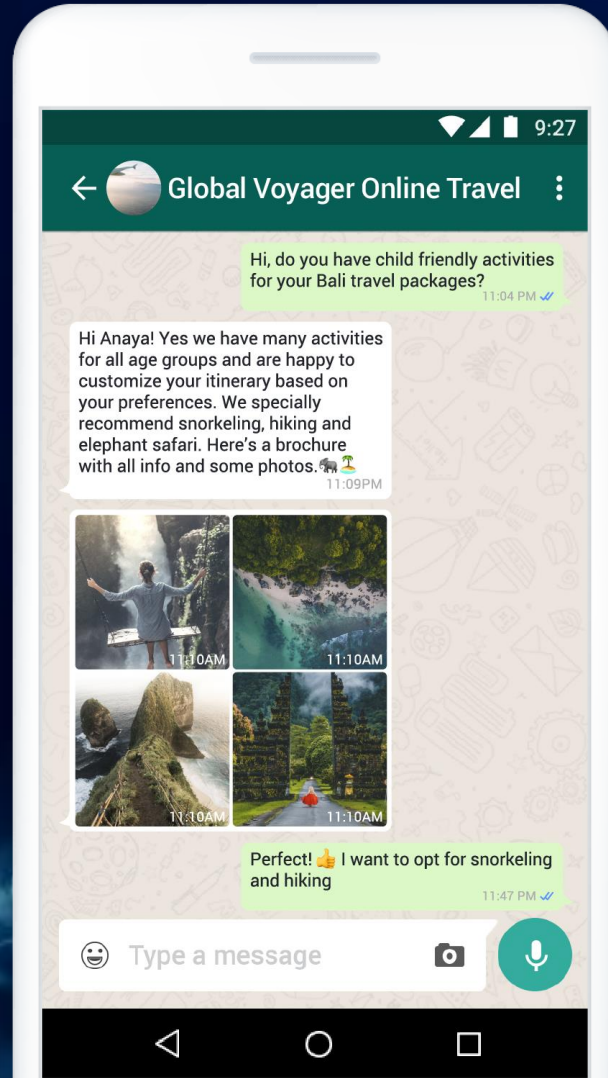 9:27
Global Voyager Online Travel
Hi, do you have child friendly activities
for your Bali travel packages?
11:04 PM
Hi Anaya! Yes we have many activities
for all age groups and are happy to
customize your itinerary based on
your preferences. We specially
recommend snorkeling, hiking and
elephant safari. Here's a brochure
with all info and some photos.🐘🏝️
11:09PM
11:10AM
11:10AM
11:10AM
11:10AM
Perfect! 👍 I want to opt for snorkeling
and hiking
11:47 PM
Type a message